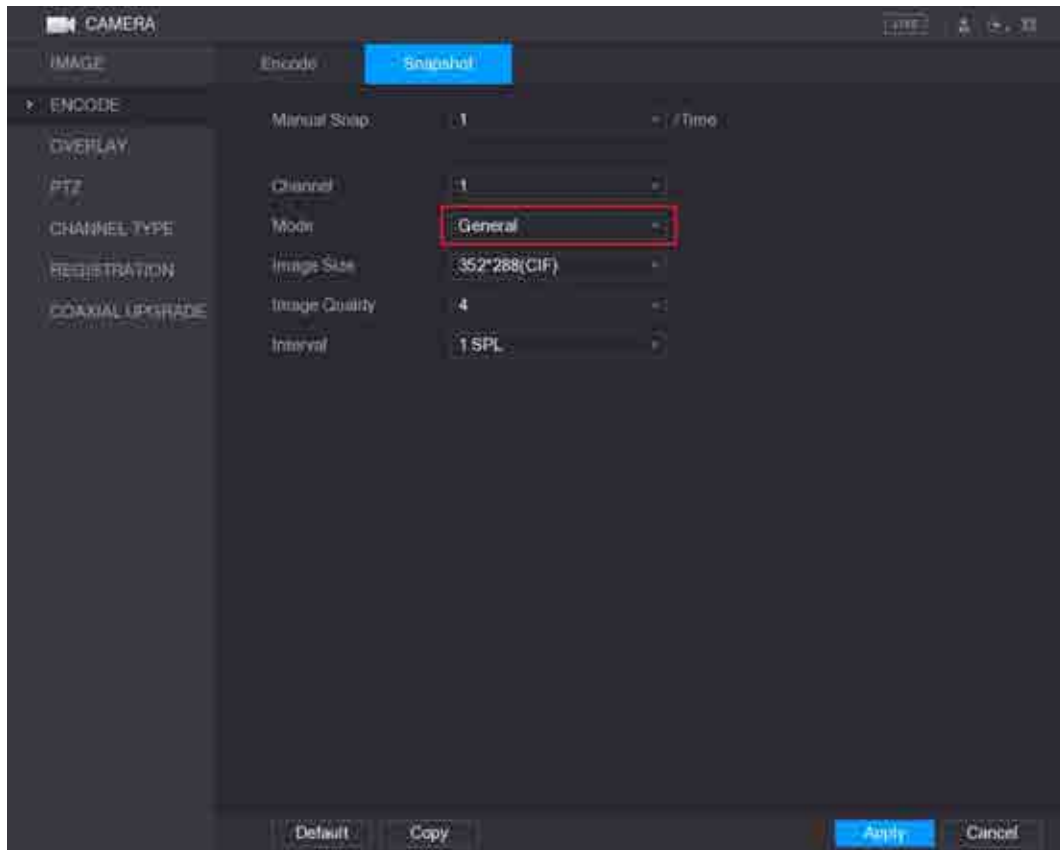 CAMERA
LIVE
IMAGE
Encode
Snapshot
ENCODE
Manual Snap 1 /Time
OVERLAY
PTZ
Channel 1
CHANNEL TYPE
Mode General
REGISTRATION
Image Size 352*288(CIF)
COAXIAL UPGRADE
Image Quality 4
Interval 1 SPL
Default Copy Apply Cancel